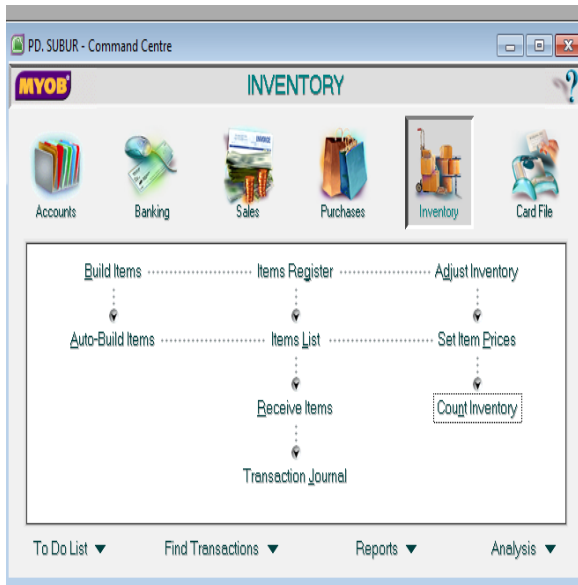 PD. SUBUR - Command Centre
MYOB INVENTORY ?
Accounts Banking Sales Purchases Inventory Card File
Build Items Items Register Adjust Inventory
Auto-Build Items Items List Set Item Prices
Receive Items Count Inventory
Transaction Journal
To Do List Find Transactions Reports Analysis